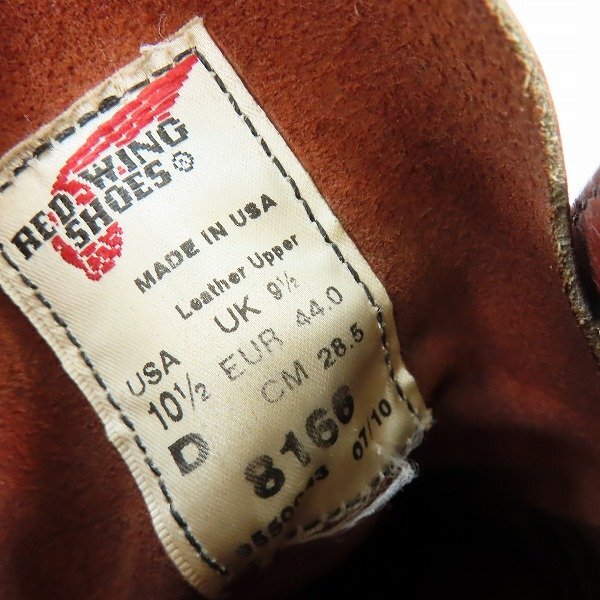 RED WING
SHOES®
MADE IN USA
Leather Upper
USA UK 9½
10½ EUR 44.0
D CM 28.5
8166
07/10